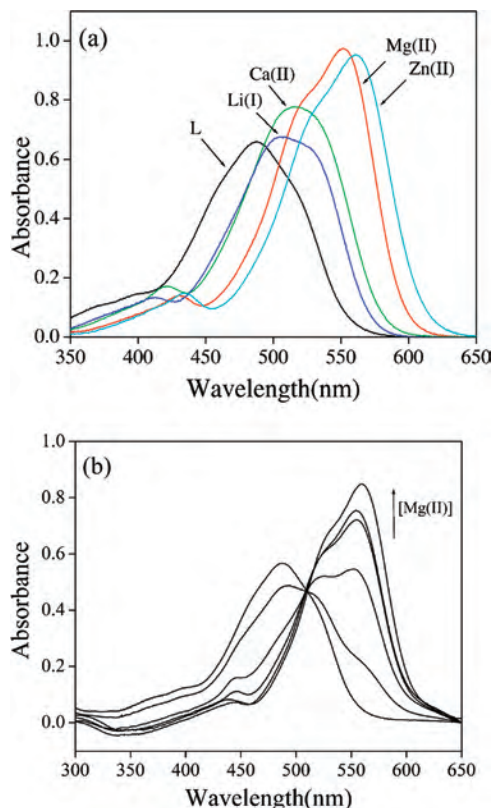 (a)
Mg(II)
Ca(II)
Zn(II)
Li(I)
L
1.0
0.8
0.6
0.4
0.2
0.0
Absorbance
350 400 450 500 550 600 650
Wavelength(nm)
(b)
[Mg(II)]
1.0
0.8
0.6
0.4
0.2
0.0
Absorbance
300 350 400 450 500 550 600 650
Wavelength(nm)